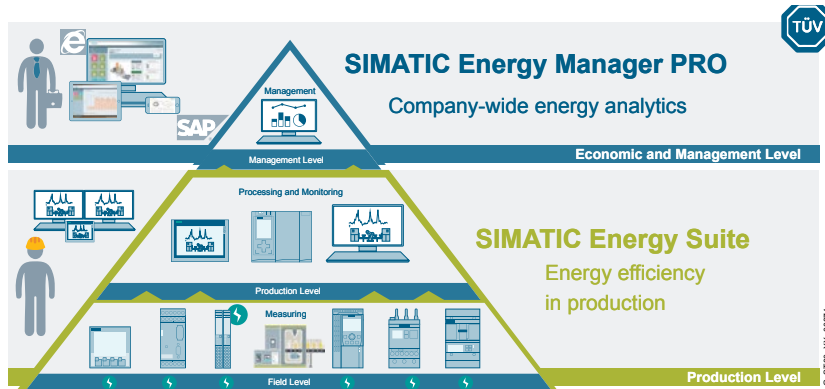 TÜV
SIMATIC Energy Manager PRO
Management
Company-wide energy analytics
SAP
Economic and Management Level
Management Level
Processing and Monitoring
SIMATIC Energy Suite
Energy efficiency
in production
Production Level
Measuring
Production Level
Field Level